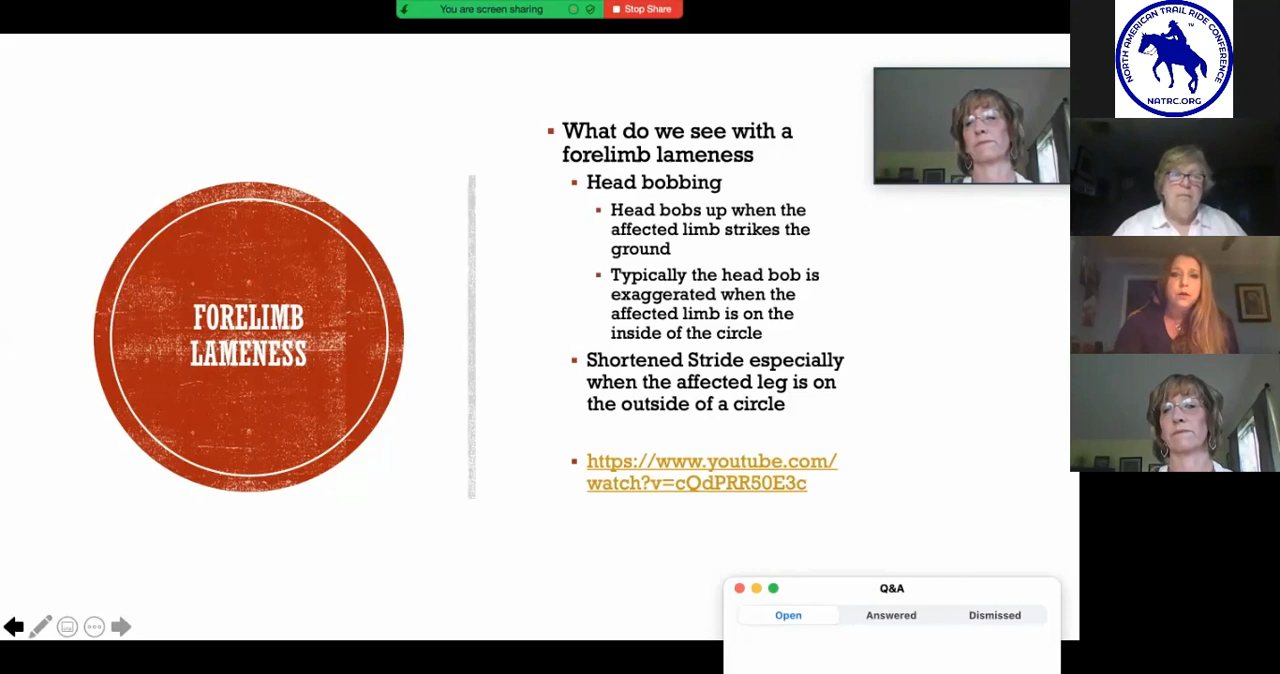 You are screen sharing
Stop Share
NORTH AMERICAN TRAIL RIDE CONFERENCE
TM
NATRC.ORG
FORELIMB
LAMENESS
What do we see with a
forelimb lameness
Head bobbing
Head bobs up when the
affected limb strikes the
ground
Typically the head bob is
exaggerated when the
affected limb is on the
inside of the circle
Shortened Stride especially
when the affected leg is on
the outside of a circle
https://www.youtube.com/
watch?v=cQdPRR50E3c
Q&A
Open Answered Dismissed